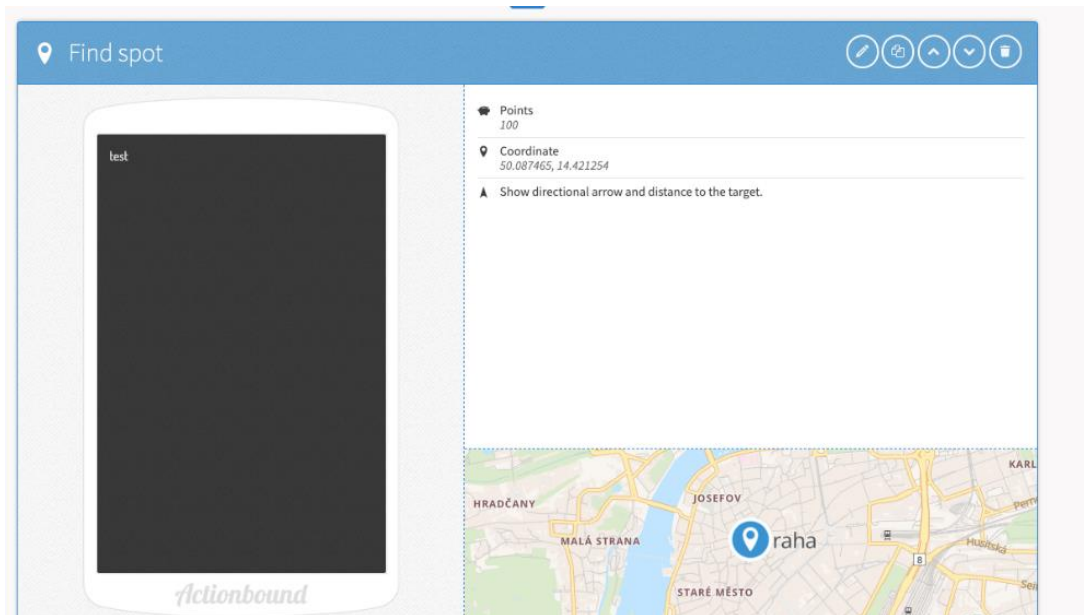 Find spot
test
Points
100
Coordinate
50.087465, 14.421254
Show directional arrow and distance to the target.
Actionbound
KARL
HRADČANY
JOSEFOV
MALÁ STRANA
raha
Husitská
8
STARÉ MĚSTO